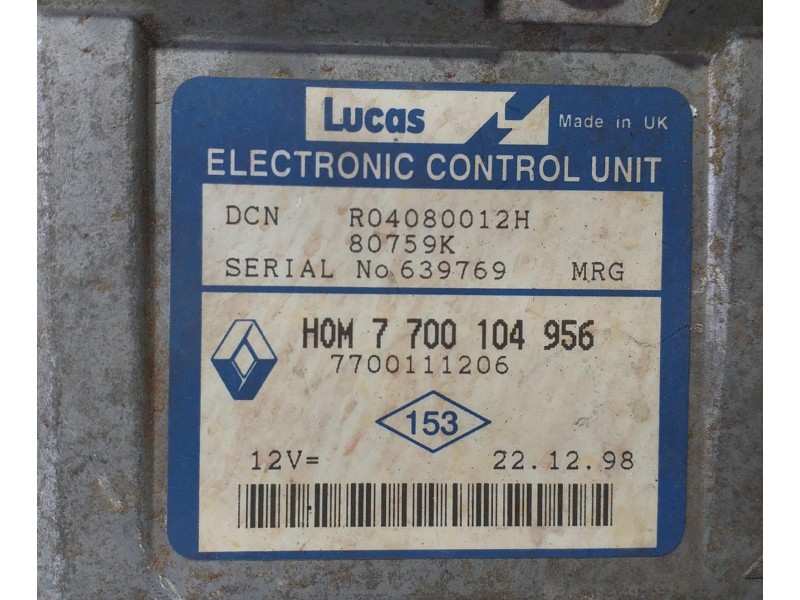 Lucas
Made in UK
ELECTRONIC CONTROL UNIT
DCN R04080012H
80759K
SERIAL No 639769 MRG
HOM 7 700 104 956
7700111206
153
12V= 22.12.98